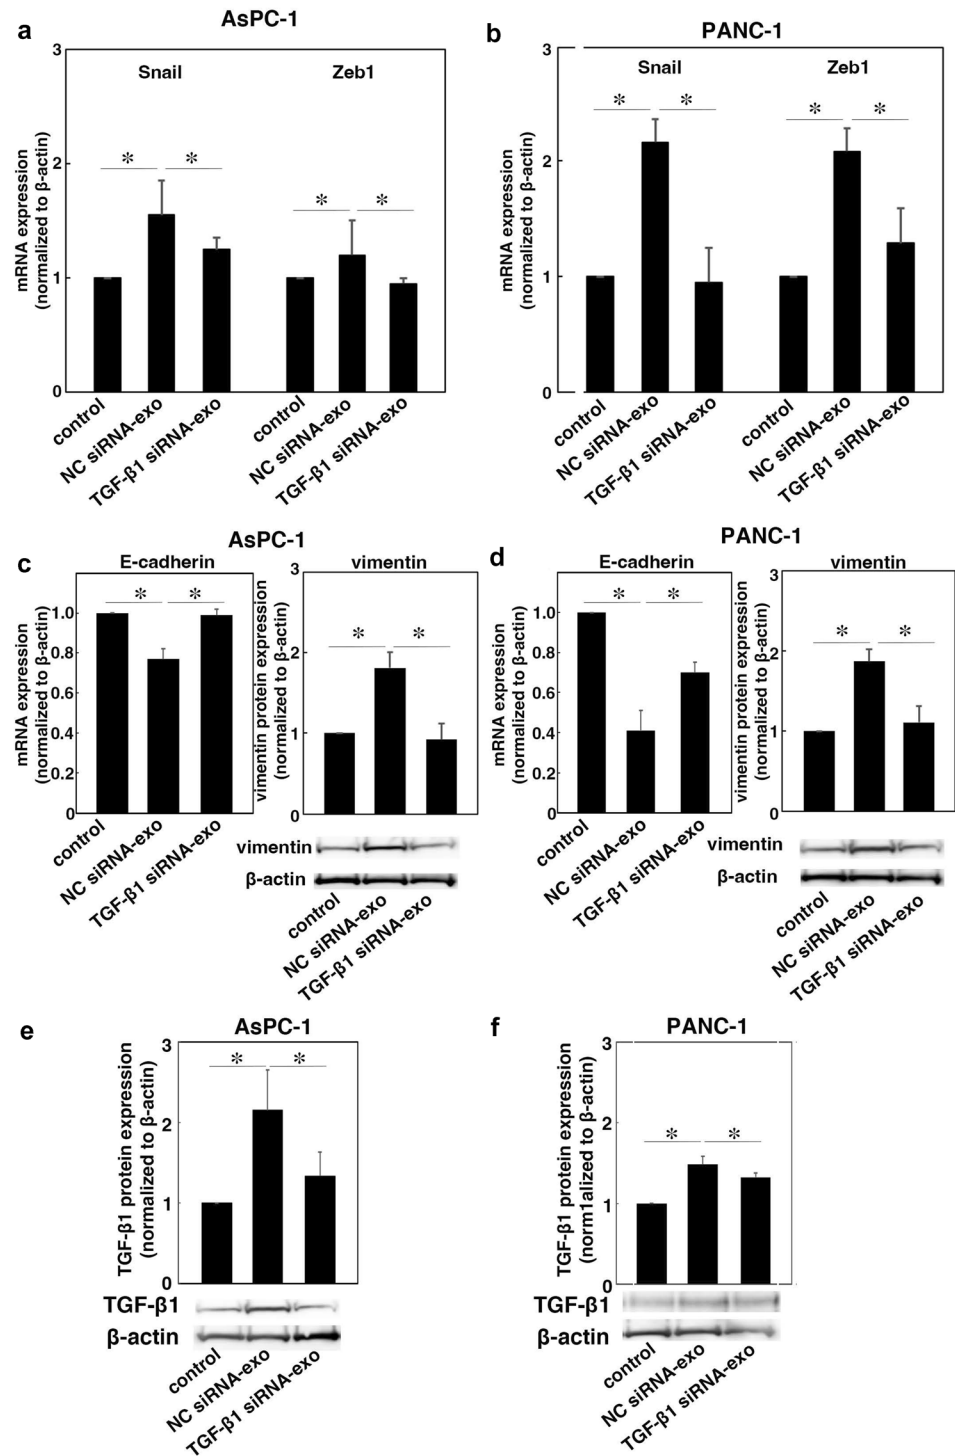 a
AsPC-1
3
2
1
0
mRNA expression
(normalized to β-actin)
Snail
Zeb1
*
*
*
*
control
NC siRNA-exo
TGF-β1 siRNA-exo
control
NC siRNA-exo
TGF-β1 siRNA-exo
b
PANC-1
3
2
1
0
mRNA expression
(normalized to β-actin)
Snail
Zeb1
*
*
*
*
control
NC siRNA-exo
TGF-β1 siRNA-exo
control
NC siRNA-exo
TGF-β1 siRNA-exo
c
AsPC-1
E-cadherin
1.0
0.8
0.6
0.4
0.2
0
mRNA expression
(normalized to β-actin)
*
*
control
NC siRNA-exo
TGF-β1 siRNA-exo
vimentin
3
2
1
0
vimentin protein expression
(normalized to β-actin)
*
*
vimentin
β-actin
control
NC siRNA-exo
TGF-β1 siRNA-exo
d
PANC-1
E-cadherin
1.0
0.8
0.6
0.4
0.2
0
mRNA expression
(normalized to β-actin)
*
*
control
NC siRNA-exo
TGF-β1 siRNA-exo
vimentin
3
2
1
0
vimentin protein expression
(normalized to β-actin)
*
*
vimentin
β-actin
control
NC siRNA-exo
TGF-β1 siRNA-exo
e
AsPC-1
3
2
1
0
TGF-β1 protein expression
(normalized to β-actin)
*
*
TGF-β1
β-actin
control
NC siRNA-exo
TGF-β1 siRNA-exo
f
PANC-1
3
2
1
0
TGF-β1 protein expression
(norm1alized to β-actin)
*
*
TGF-β1
β-actin
control
NC siRNA-exo
TGF-β1 siRNA-exo